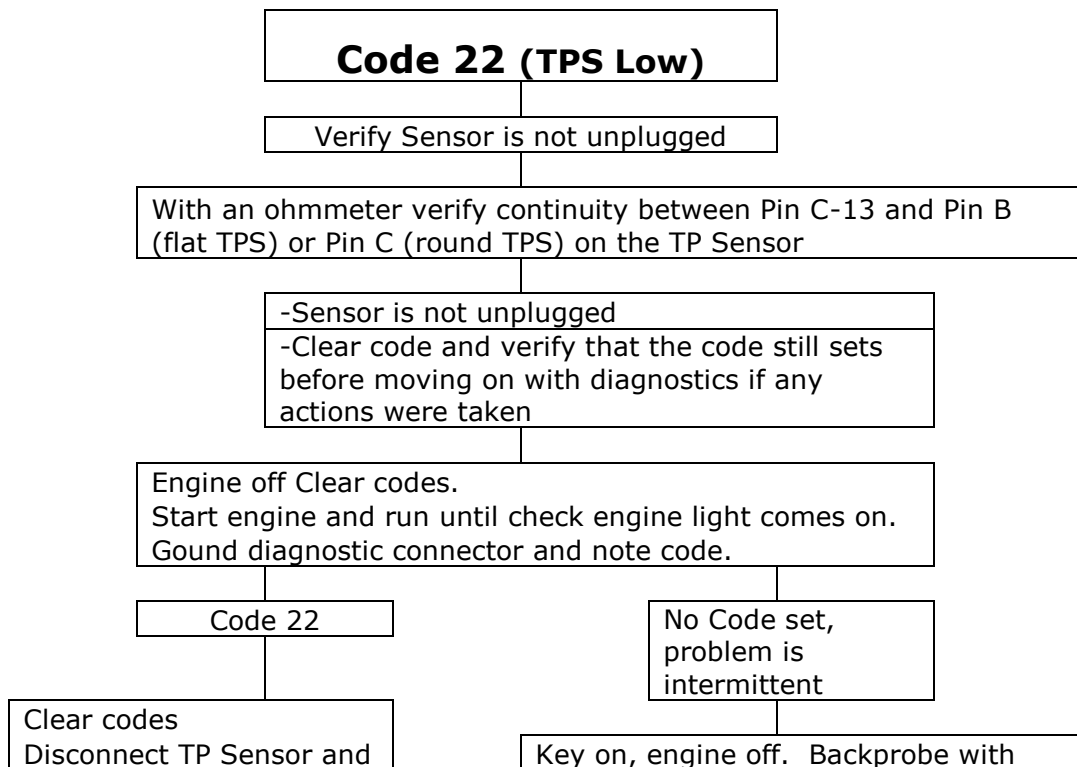 Code 22 (TPS Low)
Verify Sensor is not unplugged
With an ohmmeter verify continuity between Pin C-13 and Pin B
(flat TPS) or Pin C (round TPS) on the TP Sensor
-Sensor is not unplugged
-Clear code and verify that the code still sets
before moving on with diagnostics if any
actions were taken
Engine off Clear codes.
Start engine and run until check engine light comes on.
Gound diagnostic connector and note code.
Code 22
No Code set,
problem is
intermittent
Clear codes
Disconnect TP Sensor and
Key on, engine off.  Backprobe with